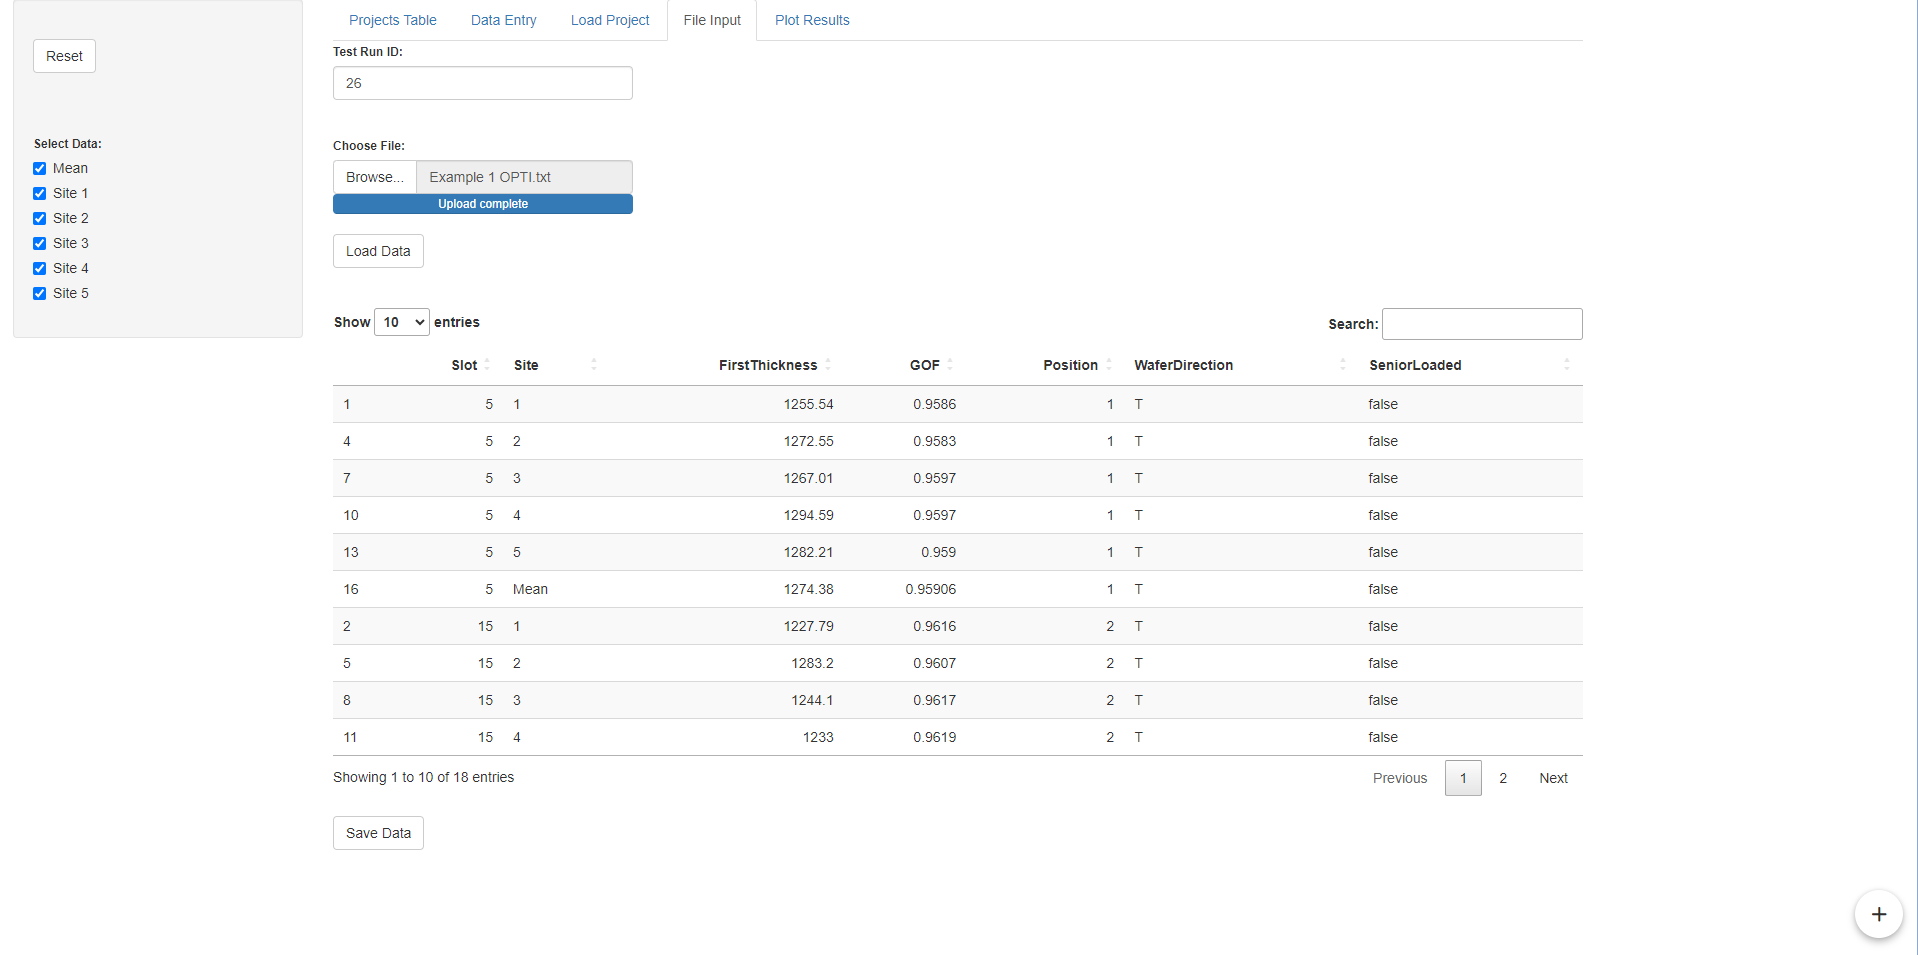 Projects Table Data Entry Load Project File Input Plot Results
Reset
Select Data:
Mean
Site 1
Site 2
Site 3
Site 4
Site 5
Test Run ID:
26
Choose File:
Browse... Example 1 OPTI.txt
Upload complete
Load Data
Show 10 entries Search:
Slot Site FirstThickness GOF Position WaferDirection SeniorLoaded
1 5 1 1255.54 0.9586 1 T false
4 5 2 1272.55 0.9583 1 T false
7 5 3 1267.01 0.9597 1 T false
10 5 4 1294.59 0.9597 1 T false
13 5 5 1282.21 0.959 1 T false
16 5 Mean 1274.38 0.95906 1 T false
2 15 1 1227.79 0.9616 2 T false
5 15 2 1283.2 0.9607 2 T false
8 15 3 1244.1 0.9617 2 T false
11 15 4 1233 0.9619 2 T false
Showing 1 to 10 of 18 entries Previous 1 2 Next
Save Data
+